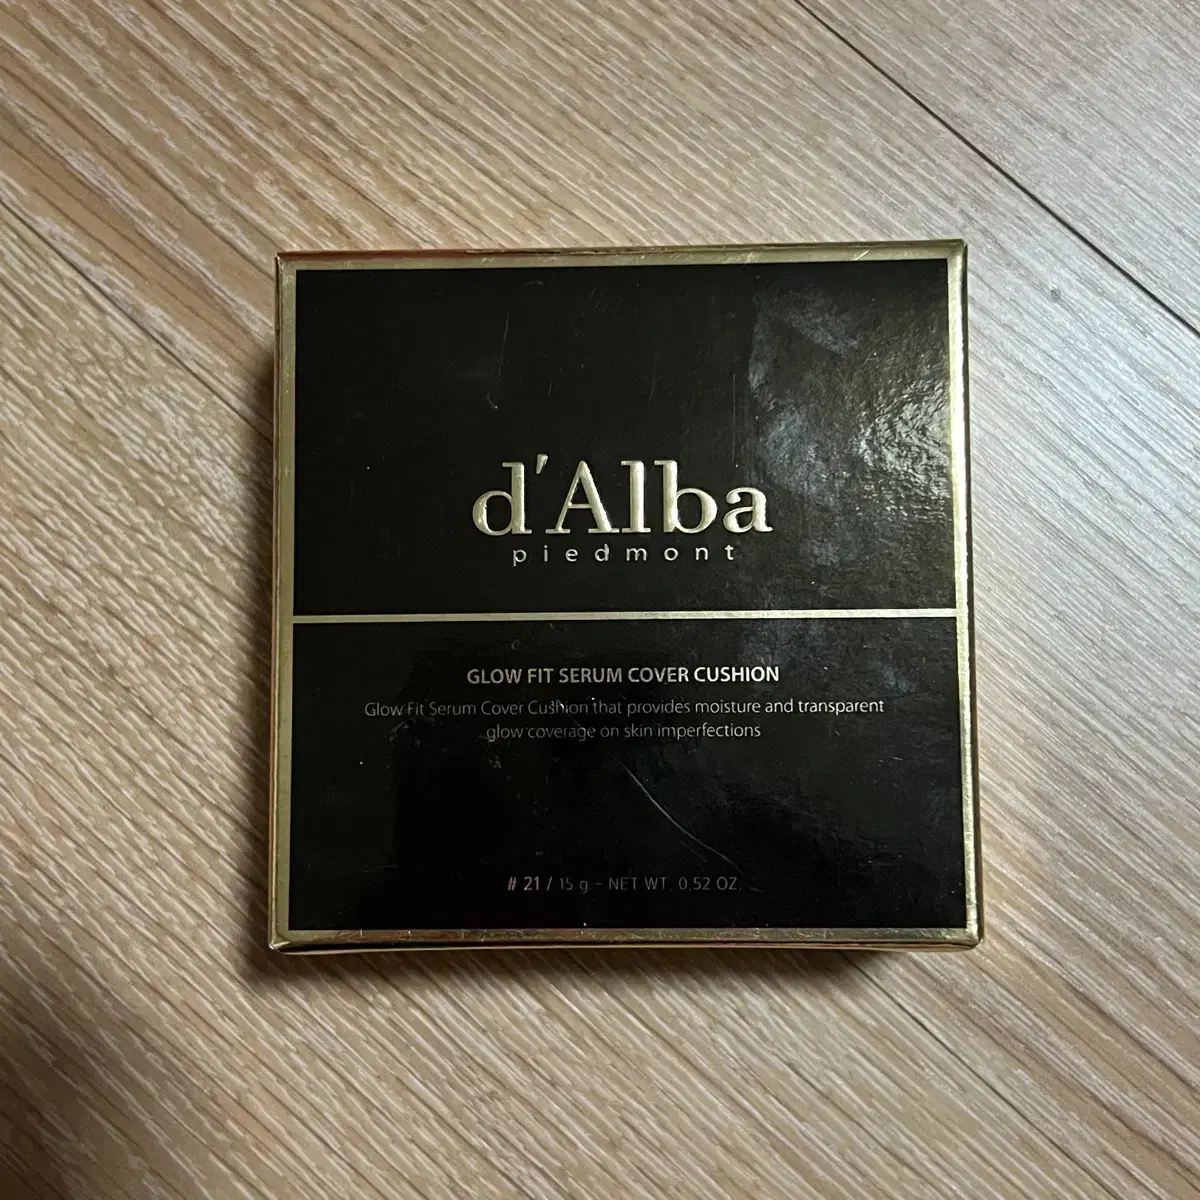 d'Alba
piedmont
GLOW FIT SERUM COVER CUSHION
Glow Fit Serum Cover Cushion that provides moisture and transparent
glow coverage on skin imperfections
# 21 / 15 g - NET WT. 0.52 OZ.